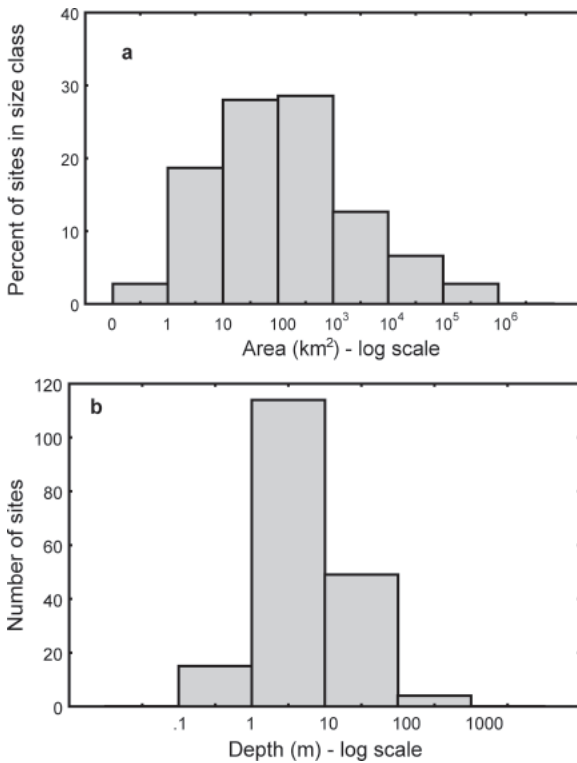 40
a
30
20
10
0
Percent of sites in size class
0 1 10 100 10³ 10⁴ 10⁵ 10⁶
Area (km²) - log scale
120
b
100
80
60
40
20
0
Number of sites
.1 1 10 100 1000
Depth (m) - log scale